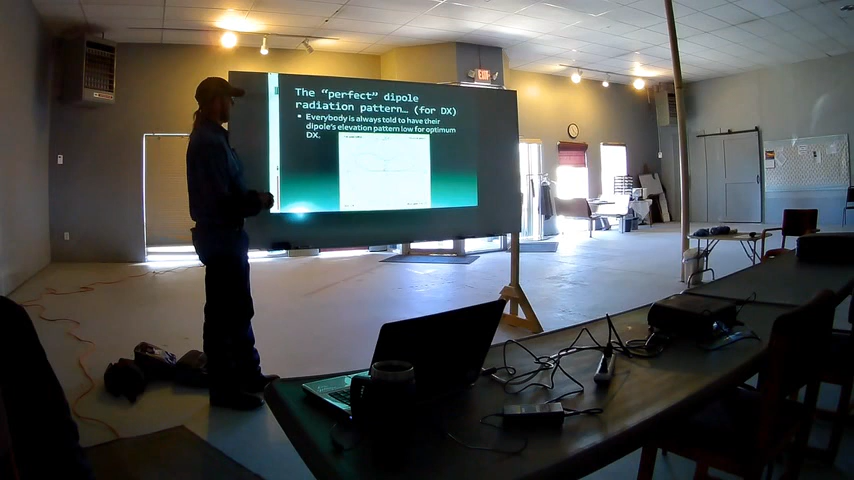 EXIT
The “perfect” dipole
radiation pattern… (for DX)
▪ Everybody is always told to have their
dipole's elevation pattern low for optimum
DX.